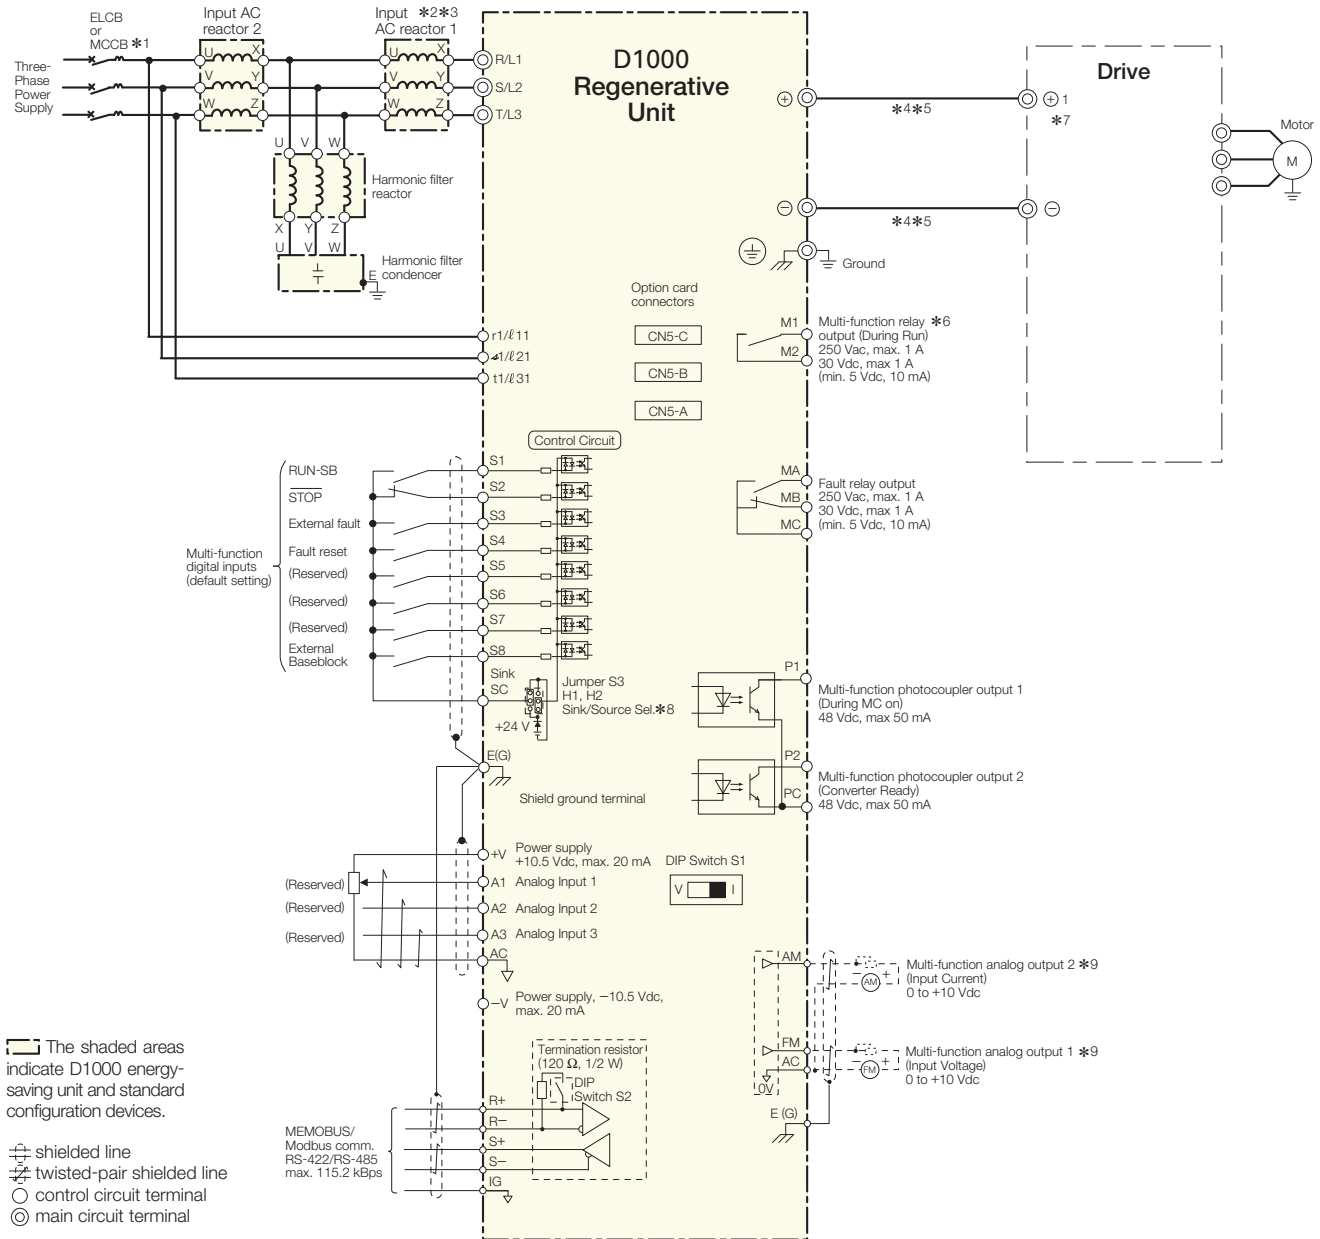 ELCB
or
MCCB *1
Input AC
reactor 2
Input *2*3
AC reactor 1
U X
V Y
W Z
U X
V Y
W Z
Three-
Phase
Power
Supply
R/L1
S/L2
T/L3
D1000
Regenerative
Unit
+
*4*5
+ 1
*7
Drive
Motor
M
−
*4*5
−
Ground
U V W
Harmonic filter
reactor
X Y Z
U V W
Harmonic filter
condencer
E
r1/ℓ11
1/ℓ21
t1/ℓ31
Option card
connectors
CN5-C
CN5-B
CN5-A
M1
M2
Multi-function relay *6
output (During Run)
250 Vac, max. 1 A
30 Vdc, max 1 A
(min. 5 Vdc, 10 mA)
Control Circuit
MA
MB
MC
Fault relay output
250 Vac, max. 1 A
30 Vdc, max 1 A
(min. 5 Vdc, 10 mA)
Multi-function
digital inputs
(default setting)
RUN-SB
STOP
External fault
Fault reset
(Reserved)
(Reserved)
(Reserved)
External
Baseblock
S1
S2
S3
S4
S5
S6
S7
S8
Sink
SC
+24 V
Jumper S3
H1, H2
Sink/Source Sel.*8
E(G)
Shield ground terminal
P1
Multi-function photocoupler output 1
(During MC on)
48 Vdc, max 50 mA
P2
PC
Multi-function photocoupler output 2
(Converter Ready)
48 Vdc, max 50 mA
+V Power supply
+10.5 Vdc, max. 20 mA
(Reserved)
A1 Analog Input 1
(Reserved)
A2 Analog Input 2
(Reserved)
A3 Analog Input 3
AC
−V Power supply, −10.5 Vdc,
max. 20 mA
DIP Switch S1
V I
AM
− +
AM
Multi-function analog output 2 *9
(Input Current)
0 to +10 Vdc
FM
AC
0V
− +
FM
Multi-function analog output 1 *9
(Input Voltage)
0 to +10 Vdc
E (G)
Termination resistor
(120 Ω, 1/2 W)
DIP
Switch S2
MEMOBUS/
Modbus comm.
RS-422/RS-485
max. 115.2 kBps
R+
R−
S+
S−
IG
The shaded areas
indicate D1000 energy-
saving unit and standard
configuration devices.
shielded line
twisted-pair shielded line
control circuit terminal
main circuit terminal